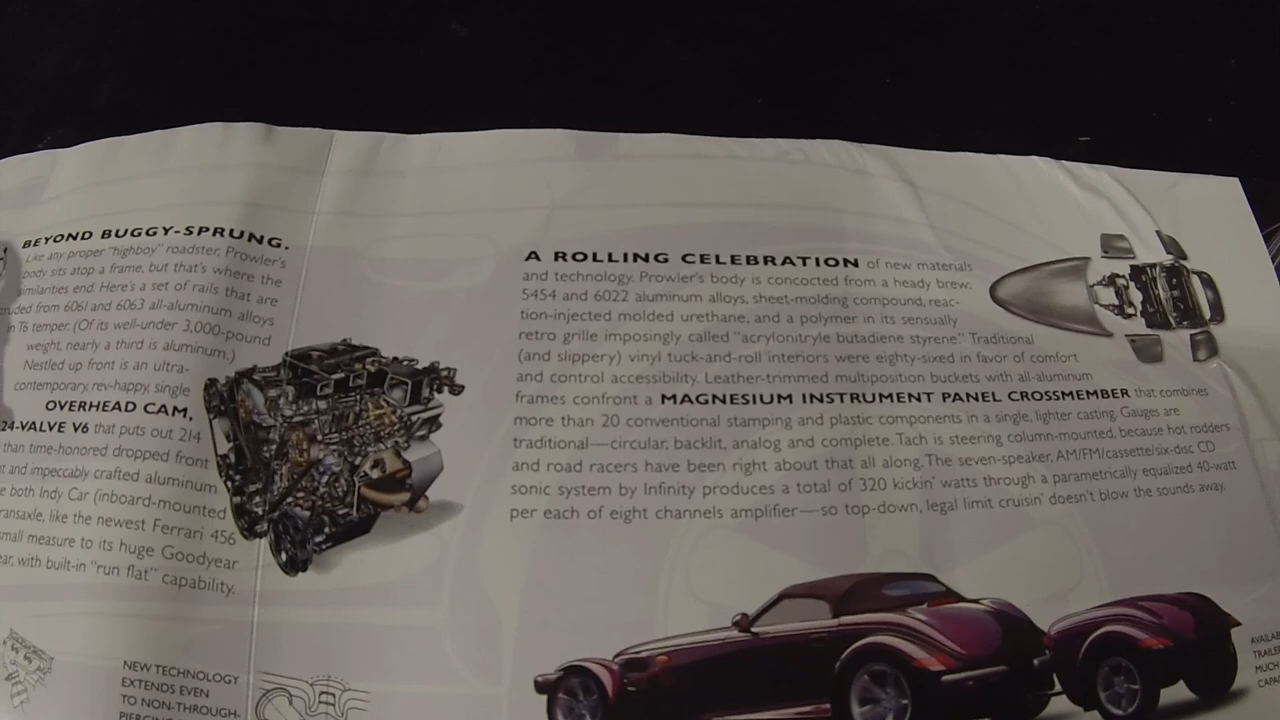 BEYOND BUGGY-SPRUNG.
Like any proper "highboy" roadster, Prowler's
body sits atop a frame, but that's where the
similarities end. Here's a set of rails that are
from 6061 and 6063 all-aluminum alloys
in T6 temper. (Of its well-under 3,000-pound
weight, nearly a third is aluminum.)
Nestled up front is an ultra-
contemporary, rev-happy, single
OVERHEAD CAM,
24-VALVE V6 that puts out 214
than time-honored dropped front
and impeccably crafted aluminum
both Indy Car (inboard-mounted
transaxle, like the newest Ferrari 456
small measure to its huge Goodyear
with built-in "run flat" capability.
NEW TECHNOLOGY
EXTENDS EVEN
TO NON-THROUGH-
A ROLLING CELEBRATION of new materials
and technology. Prowler's body is concocted from a heady brew:
5454 and 6022 aluminum alloys, sheet-molding compound, reac-
tion-injected molded urethane, and a polymer in its sensually
retro grille imposingly called "acrylonitryle butadiene styrene." Traditional
(and slippery) vinyl tuck-and-roll interiors were eighty-sixed in favor of comfort
and control accessibility. Leather-trimmed multiposition buckets with all-aluminum
frames confront a MAGNESIUM INSTRUMENT PANEL CROSSMEMBER that combines
more than 20 conventional stamping and plastic components in a single, lighter casting. Gauges are
traditional—circular, backlit, analog and complete. Tach is steering column-mounted, because hot rodders
and road racers have been right about that all along. The seven-speaker, AM/FM/cassette/six-disc CD
sonic system by Infinity produces a total of 320 kickin' watts through a parametrically equalized 40-watt
per each of eight channels amplifier—so top-down, legal limit cruisin' doesn't blow the sounds away.